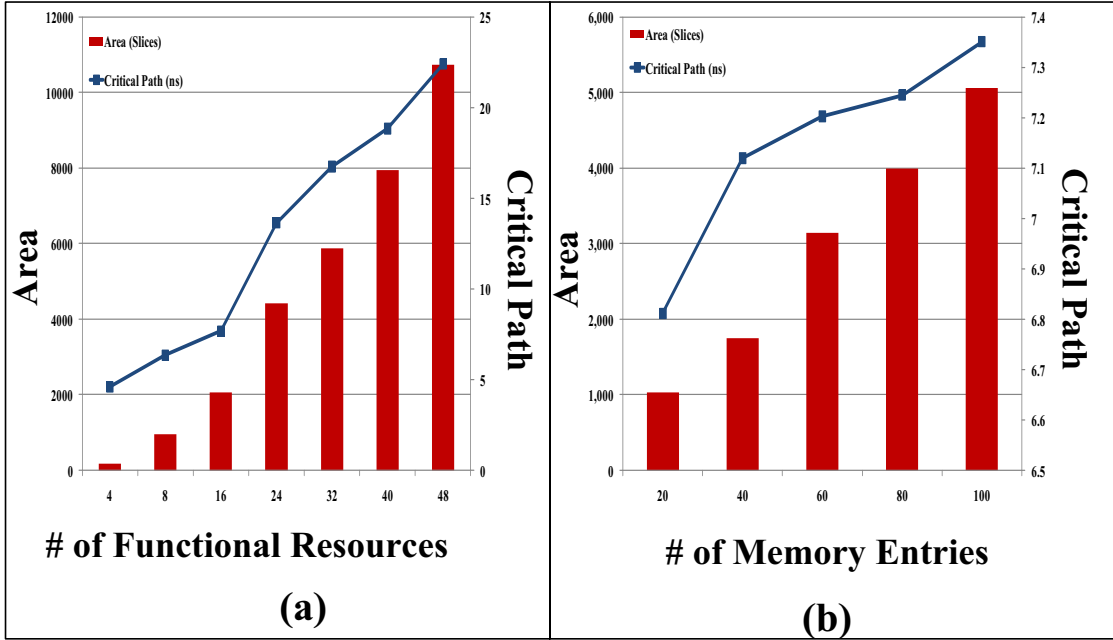 12000
10000
8000
6000
4000
2000
0
Area
Area (Slices)
Critical Path (ns)
25
20
15
10
5
0
Critical Path
4 8 16 24 32 40 48
# of Functional Resources
(a)
6,000
5,000
4,000
3,000
2,000
1,000
0
Area
Area (Slices)
Critical Path (ns)
7.4
7.3
7.2
7.1
7
6.9
6.8
6.7
6.6
6.5
Critical Path
20 40 60 80 100
# of Memory Entries
(b)